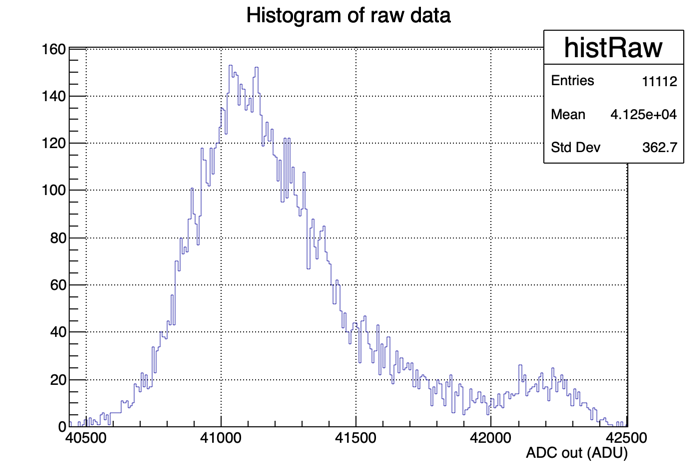 Histogram of raw data
histRaw
Entries 11112
Mean 4.125e+04
Std Dev 362.7
160
140
120
100
80
60
40
20
0
40500 41000 41500 42000 42500
ADC out (ADU)